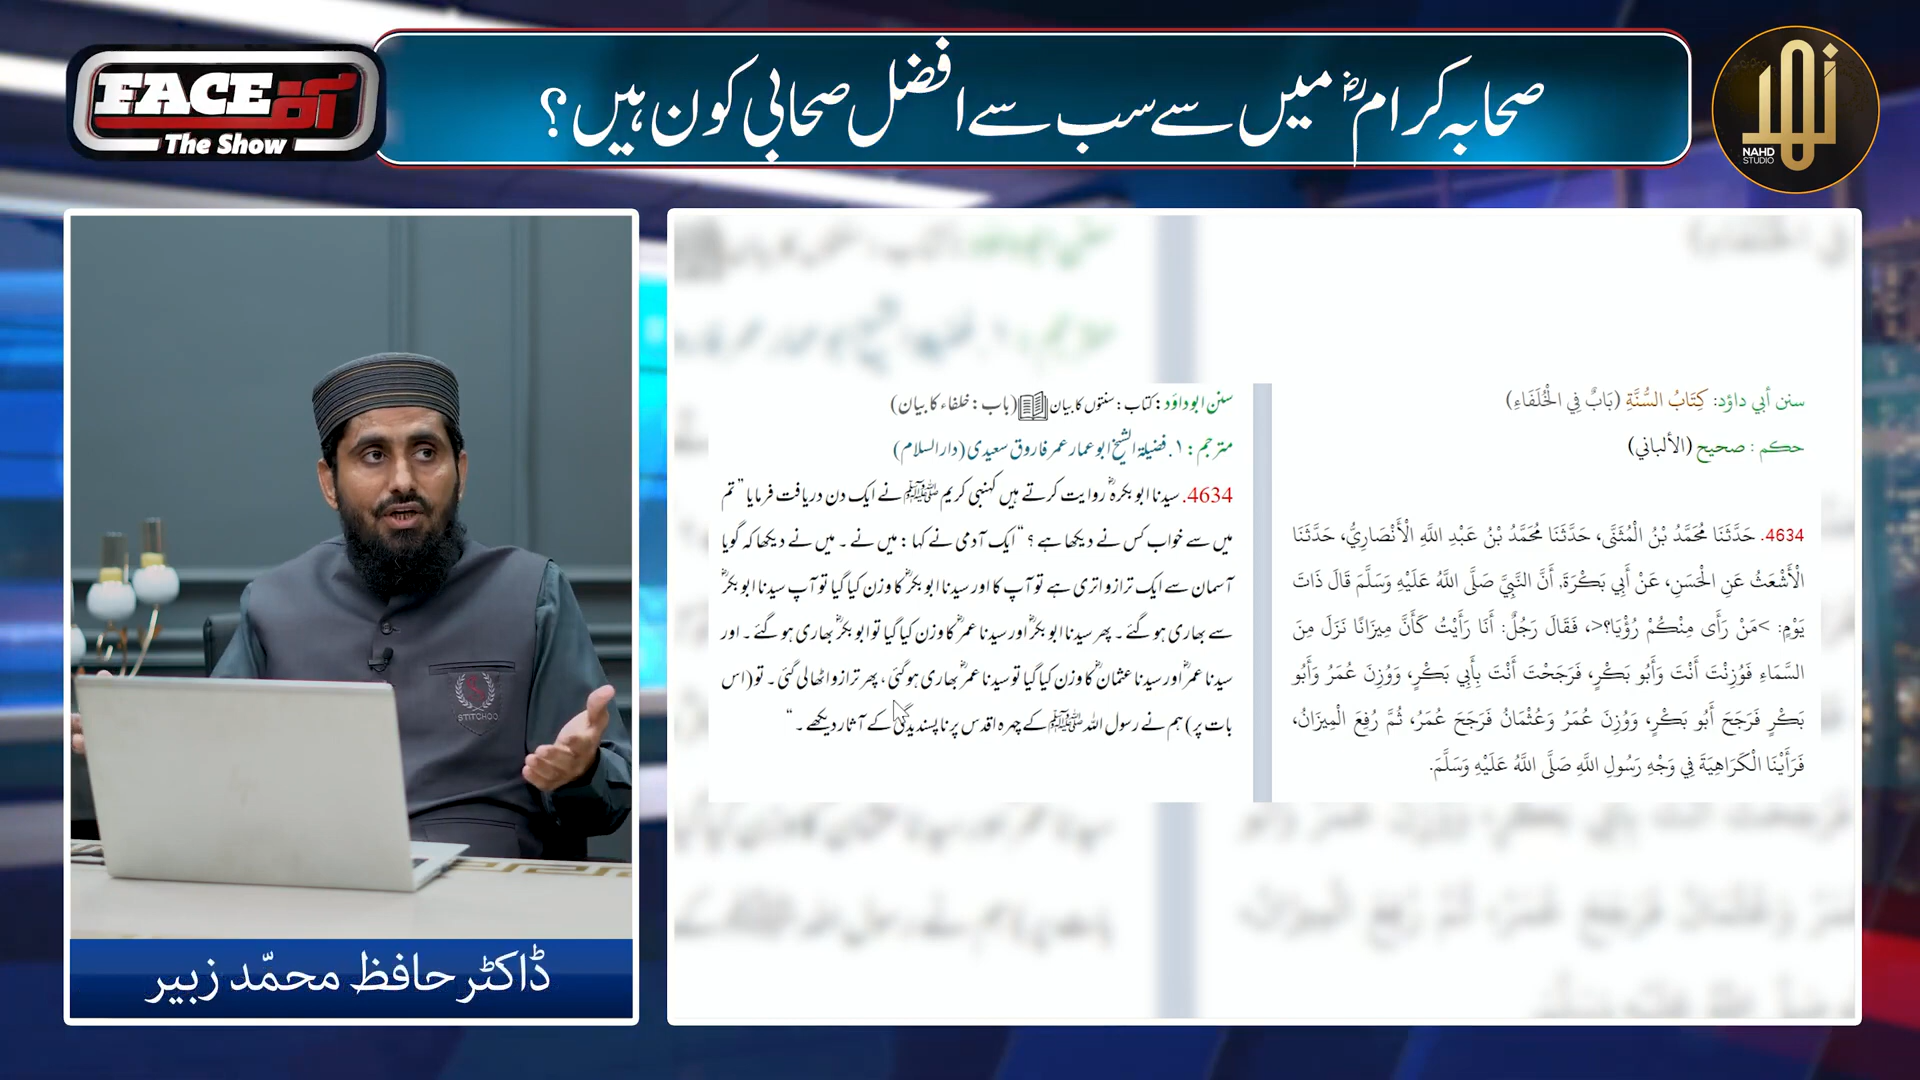 FACE
The Show
صحابہ کرامؓ میں سے سب سے افضل صحابی کون ہیں؟
نهد
NAHD
STUDIO
سنن ابو داؤد: کتاب: سنتوں کا بیان (باب: خلفاء کا بیان)
مترجم: ١. فضیلۃ الشیخ ابو عمار عمر فاروق سعیدی (دار السلام)
4634. سیدنا ابوبکرہؓ روایت کرتے ہیں کہ نبی کریم ﷺ نے ایک دن دریافت فرمایا ”تم
میں سے خواب کس نے دیکھا ہے؟“ ایک آدمی نے کہا: میں نے۔ میں نے دیکھا کہ گویا
آسمان سے ایک ترازو اتری ہے تو آپ کا اور سیدنا ابوبکرؓ کا وزن کیا گیا تو آپ سیدنا ابوبکرؓ
سے بھاری ہو گئے۔ پھر سیدنا ابوبکرؓ اور سیدنا عمرؓ کا وزن کیا گیا تو ابوبکرؓ بھاری ہو گئے۔ اور
سیدنا عمرؓ اور سیدنا عثمانؓ کا وزن کیا گیا تو سیدنا عمرؓ بھاری ہو گئی، پھر ترازو اٹھا لی گئی۔ تو (اس
بات پر) ہم نے رسول اللہ ﷺ کے چہرہ اقدس پر ناپسندیدگی کے آثار دیکھے۔“
سنن أبي داؤد: كِتَابُ السُّنَّةِ (بَابٌ فِي الْخُلَفَاءِ)
حکم: صحيح (الألباني)
4634. حَدَّثَنَا مُحَمَّدُ بْنُ الْمُثَنَّى، حَدَّثَنَا مُحَمَّدُ بْنُ عَبْدِ اللَّهِ الْأَنْصَارِيُّ، حَدَّثَنَا
الْأَشْعَثُ عَنِ الْحَسَنِ، عَنْ أَبِي بَكْرَةَ، أَنَّ النَّبِيَّ صَلَّى اللَّهُ عَلَيْهِ وَسَلَّمَ قَالَ ذَاتَ
يَوْمٍ: >مَنْ رَأَى مِنْكُمْ رُؤْيَا؟<، فَقَالَ رَجُلٌ: أَنَا رَأَيْتُ كَأَنَّ مِيزَانًا نَزَلَ مِنَ
السَّمَاءِ فَوُزِنْتَ أَنْتَ وَأَبُو بَكْرٍ، فَرَجَحْتَ أَنْتَ بِأَبِي بَكْرٍ، وَوُزِنَ عُمَرُ وَأَبُو
بَكْرٍ فَرَجَحَ أَبُو بَكْرٍ، وَوُزِنَ عُمَرُ وَعُثْمَانُ فَرَجَحَ عُمَرُ، ثُمَّ رُفِعَ الْمِيزَانُ،
فَرَأَيْنَا الْكَرَاهِيَةَ فِي وَجْهِ رَسُولِ اللَّهِ صَلَّى اللَّهُ عَلَيْهِ وَسَلَّمَ.
STITCHOO
ڈاکٹر حافظ محمّد زبیر